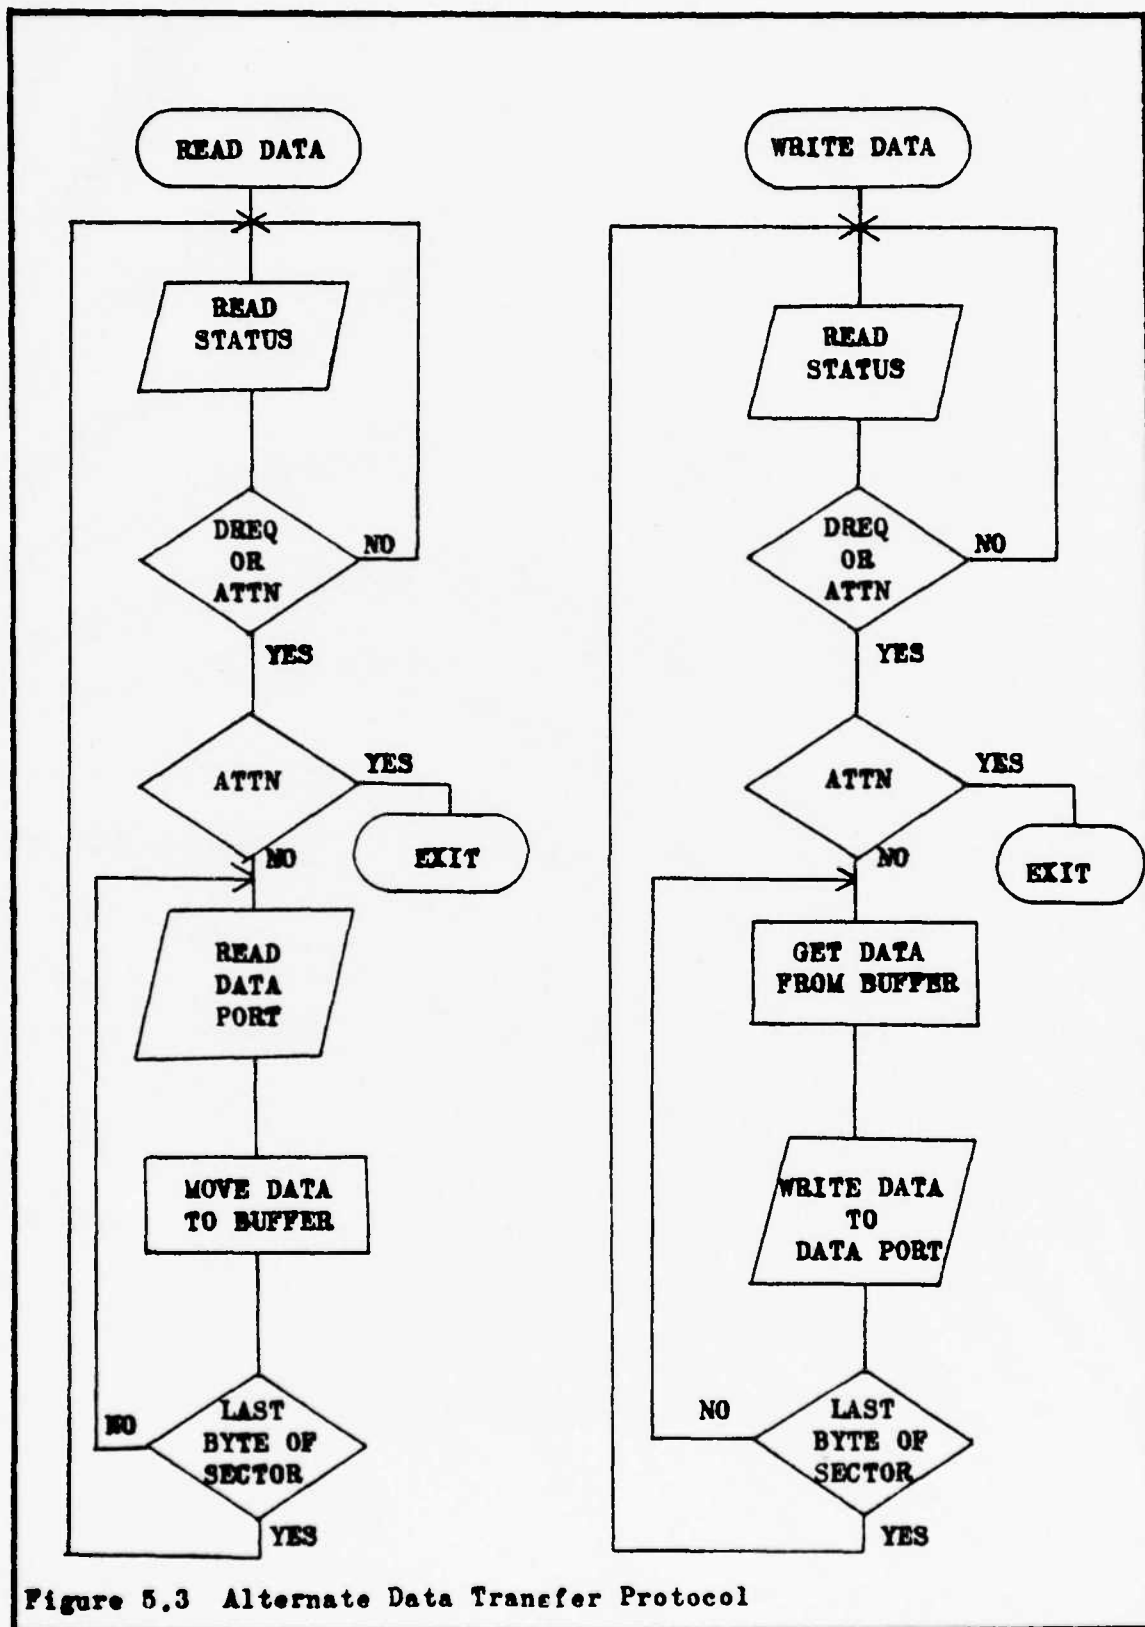 READ DATA
READ
STATUS
DREQ
OR
ATTN
NO
YES
ATTN
YES
EXIT
NO
READ
DATA
PORT
MOVE DATA
TO BUFFER
LAST
BYTE OF
SECTOR
NO
YES
WRITE DATA
READ
STATUS
DREQ
OR
ATTN
NO
YES
ATTN
YES
EXIT
NO
GET DATA
FROM BUFFER
WRITE DATA
TO
DATA PORT
LAST
BYTE OF
SECTOR
NO
YES
Figure 5.3 Alternate Data Transfer Protocol